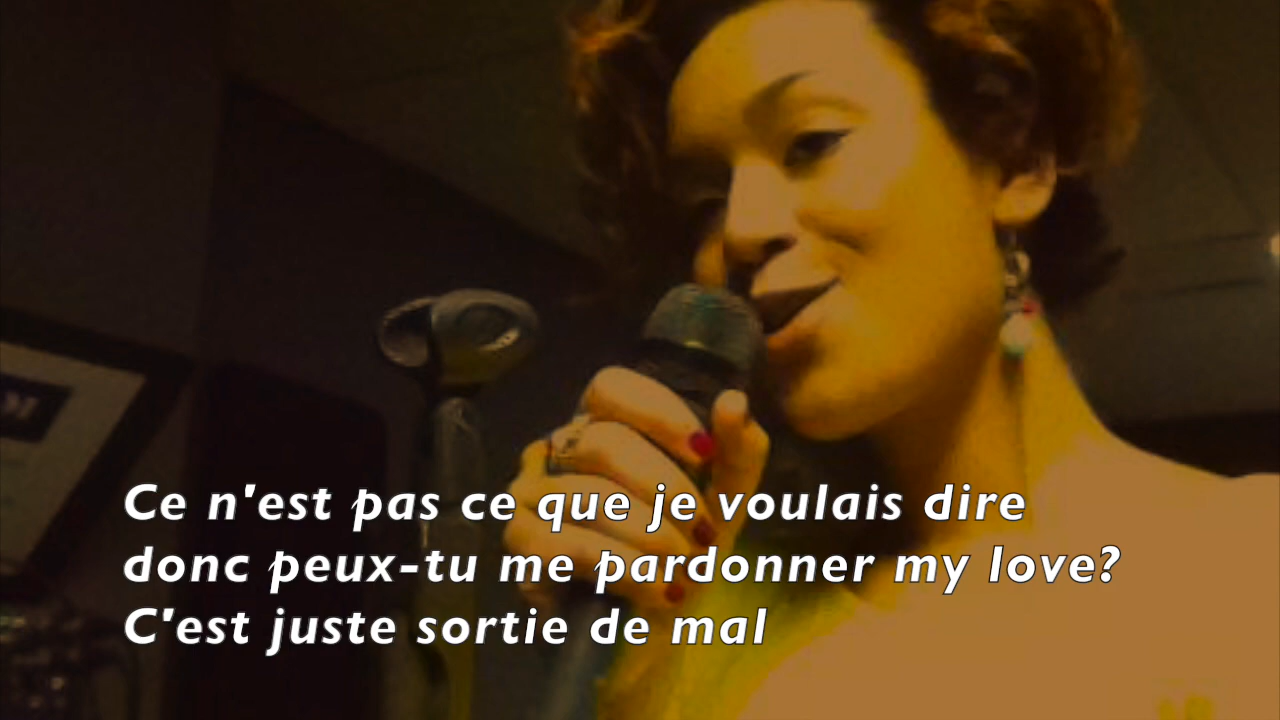 Ce n'est pas ce que je voulais dire
donc peux-tu me pardonner my love?
C'est juste sortie de mal